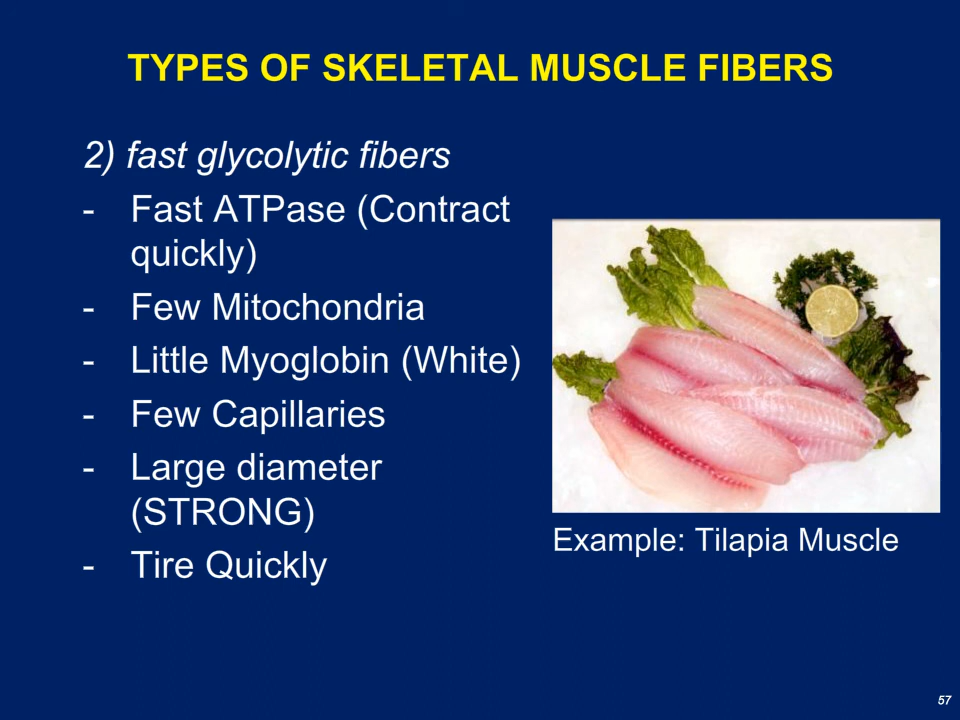 TYPES OF SKELETAL MUSCLE FIBERS
2) fast glycolytic fibers
- Fast ATPase (Contract
quickly)
- Few Mitochondria
- Little Myoglobin (White)
- Few Capillaries
- Large diameter
(STRONG)
- Tire Quickly
Example: Tilapia Muscle
57